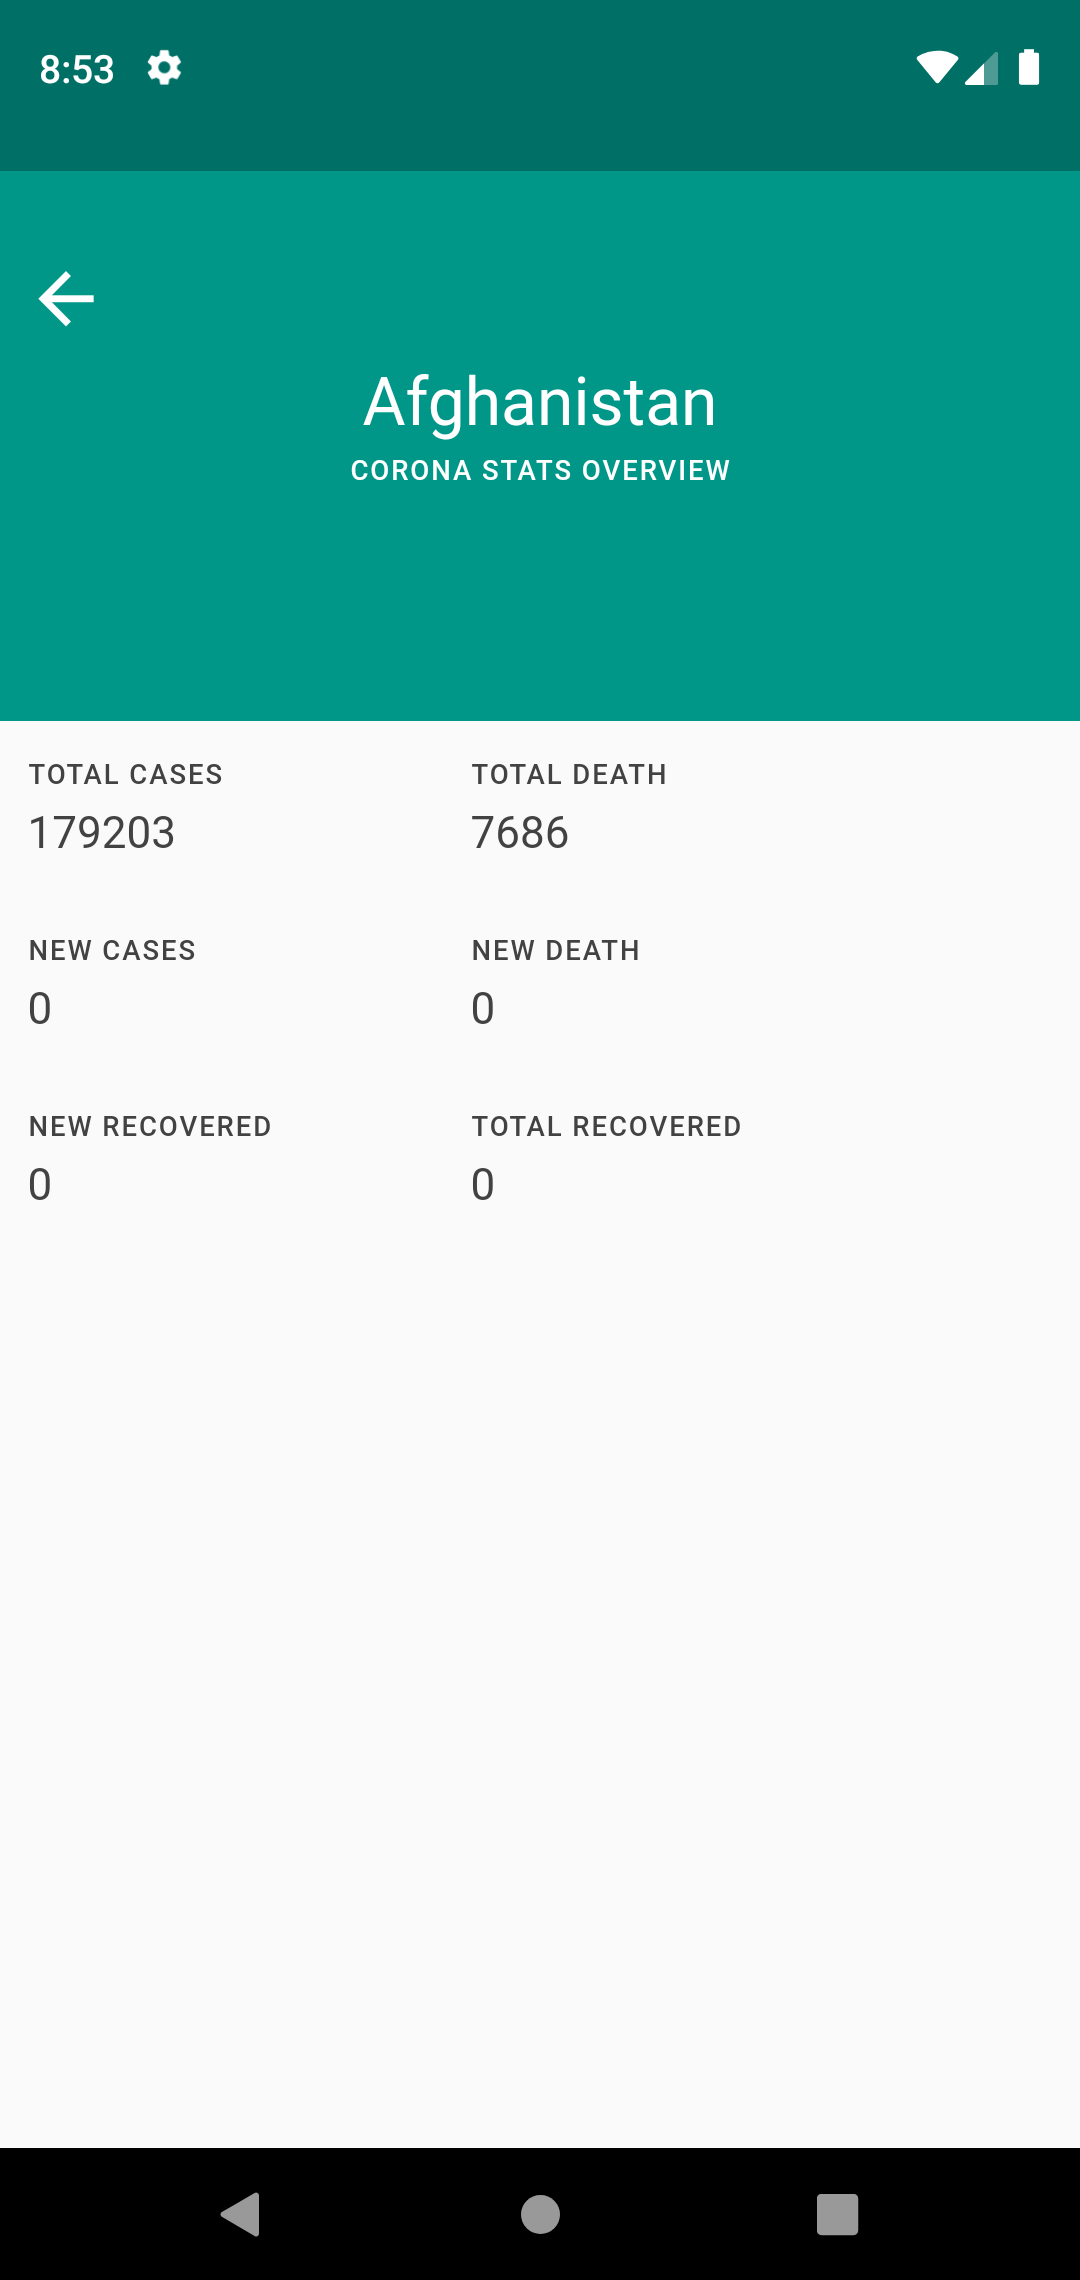 8:53
Afghanistan
CORONA STATS OVERVIEW
TOTAL CASES TOTAL DEATH
179203 7686
NEW CASES NEW DEATH
0 0
NEW RECOVERED TOTAL RECOVERED
0 0